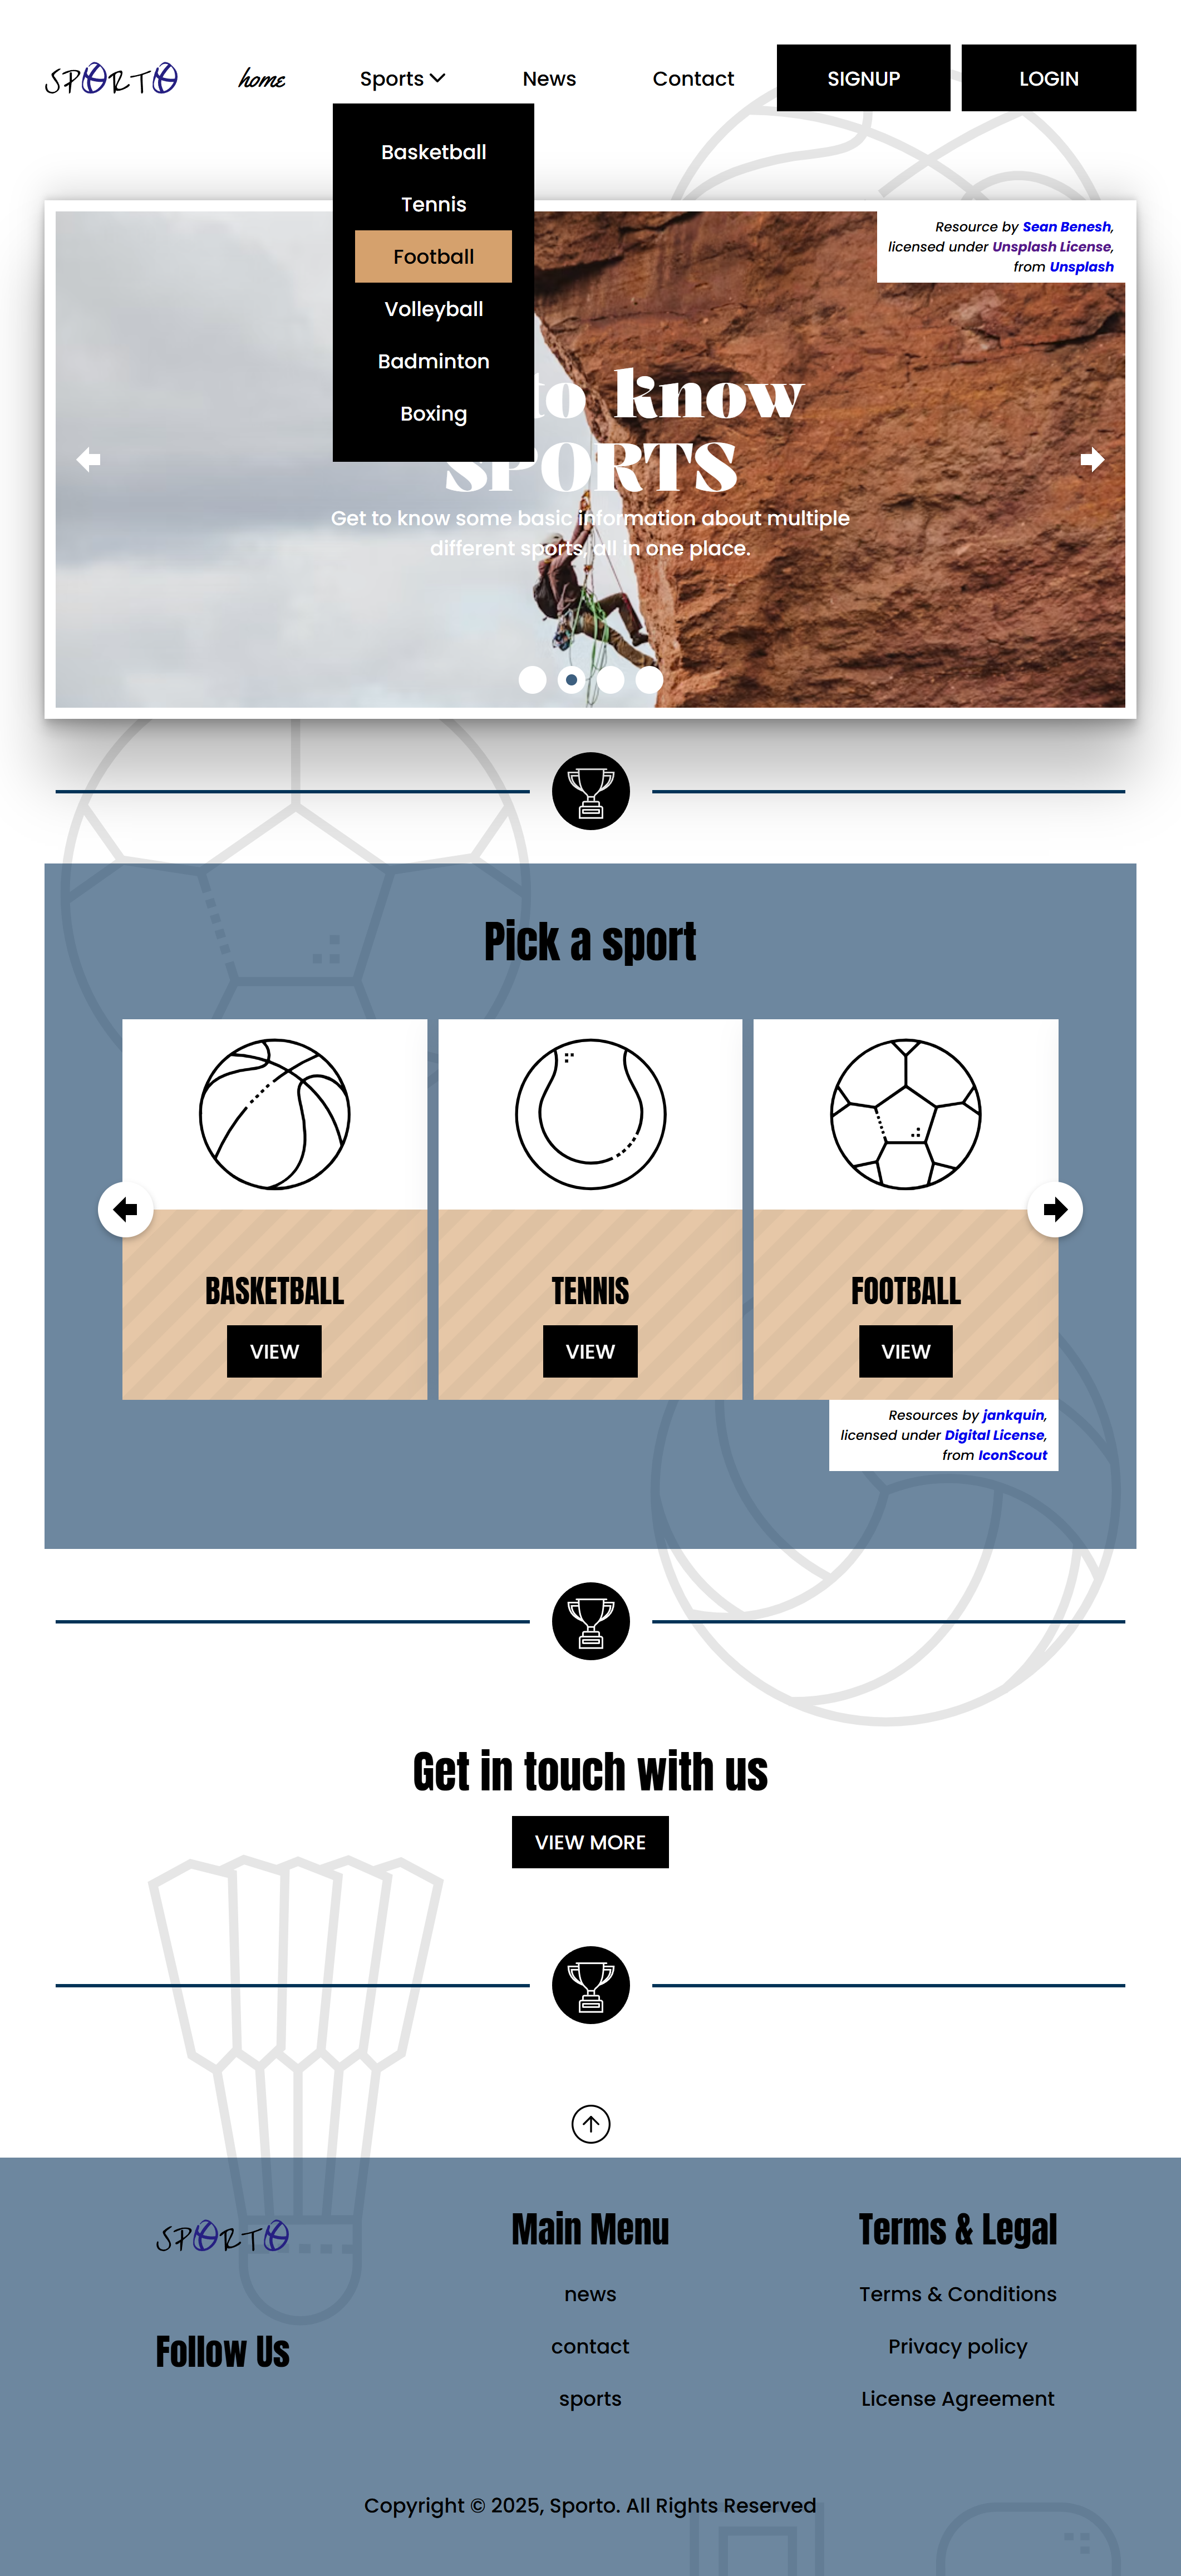 SPORTO
home
Sports
News
Contact
SIGNUP
LOGIN
Basketball
Tennis
Football
Volleyball
Badminton
Boxing
Resource by Sean Benesh,
licensed under Unsplash License,
from Unsplash
to know
SPORTS
Get to know some basic information about multiple
different sports, all in one place.
Pick a sport
BASKETBALL
VIEW
TENNIS
VIEW
FOOTBALL
VIEW
Resources by jankquin,
licensed under Digital License,
from IconScout
Get in touch with us
VIEW MORE
SPORTO
Follow Us
Main Menu
news
contact
sports
Terms & Legal
Terms & Conditions
Privacy policy
License Agreement
Copyright © 2025, Sporto. All Rights Reserved